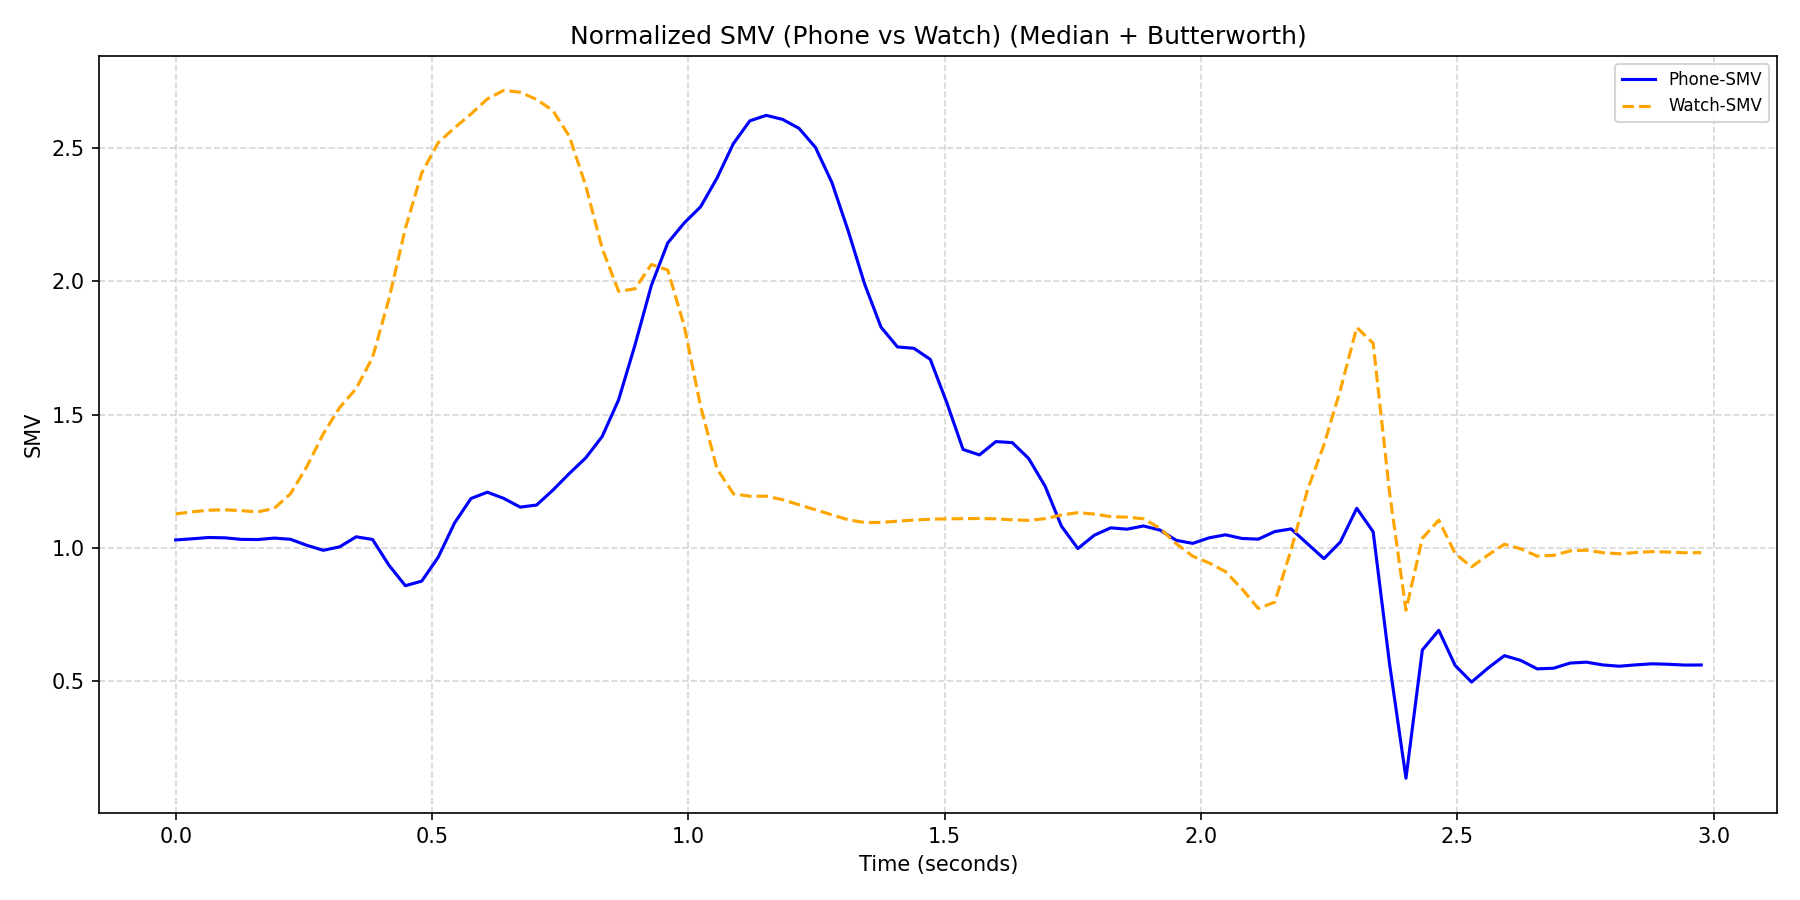 Normalized SMV (Phone vs Watch) (Median + Butterworth)
Phone-SMV
Watch-SMV
2.5
2.0
1.5
1.0
0.5
SMV
0.0 0.5 1.0 1.5 2.0 2.5 3.0
Time (seconds)